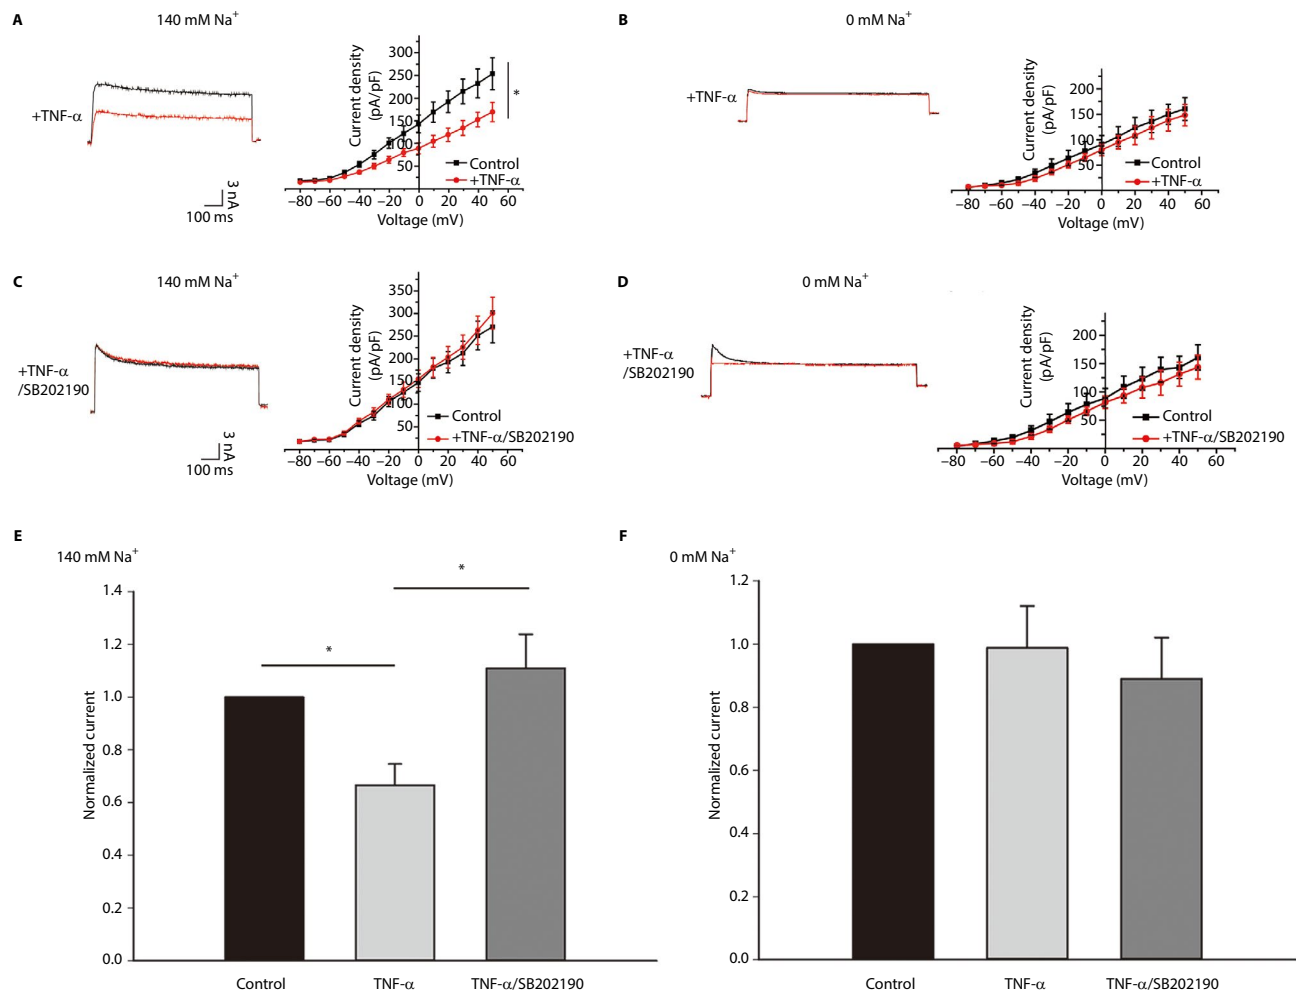 A
140 mM Na+
+TNF-α
3 nA
100 ms
Current density
(pA/pF)
300
250
200
150
100
50
Control
+TNF-α
−80 −60 −40 −20 0 20 40 60
Voltage (mV)
B
0 mM Na+
+TNF-α
Current density
(pA/pF)
200
150
100
50
Control
+TNF-α
−80 −60 −40 −20 0 20 40 60
Voltage (mV)
*
C
140 mM Na+
+TNF-α
/SB202190
3 nA
100 ms
Current density
(pA/pF)
350
300
250
200
150
100
50
Control
+TNF-α/SB202190
−80 −60 −40 −20 0 20 40 60
Voltage (mV)
D
0 mM Na+
+TNF-α
/SB202190
Current density
(pA/pF)
200
150
100
50
Control
+TNF-α/SB202190
−80 −60 −40 −20 0 20 40 60
Voltage (mV)
E
140 mM Na+
Normalized current
1.4
1.2
1.0
0.8
0.6
0.4
0.2
0.0
*
*
Control TNF-α TNF-α/SB202190
F
0 mM Na+
Normalized current
1.2
1.0
0.8
0.6
0.4
0.2
0.0
Control TNF-α TNF-α/SB202190